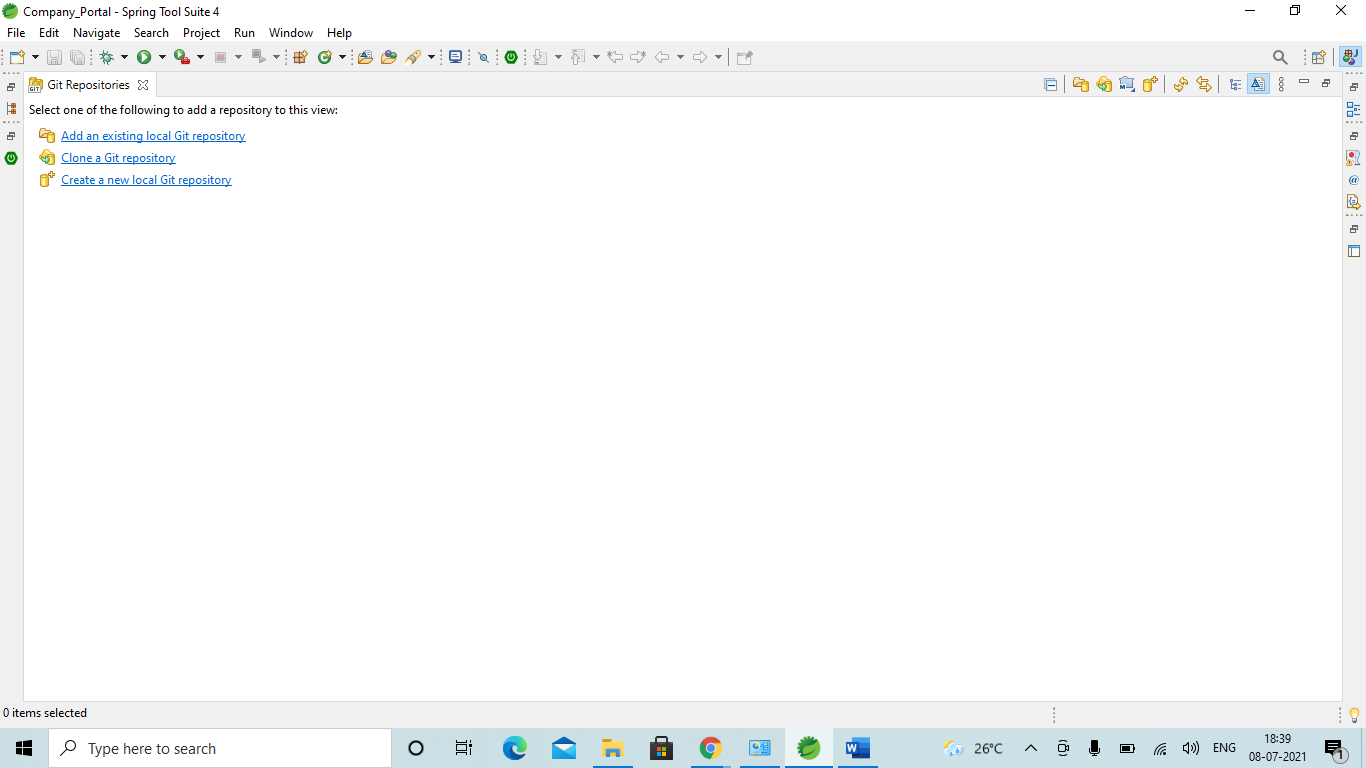 Company_Portal - Spring Tool Suite 4
File Edit Navigate Search Project Run Window Help
Git Repositories
Select one of the following to add a repository to this view:
Add an existing local Git repository
Clone a Git repository
Create a new local Git repository
0 items selected
Type here to search
26°C
ENG
18:39
08-07-2021
1